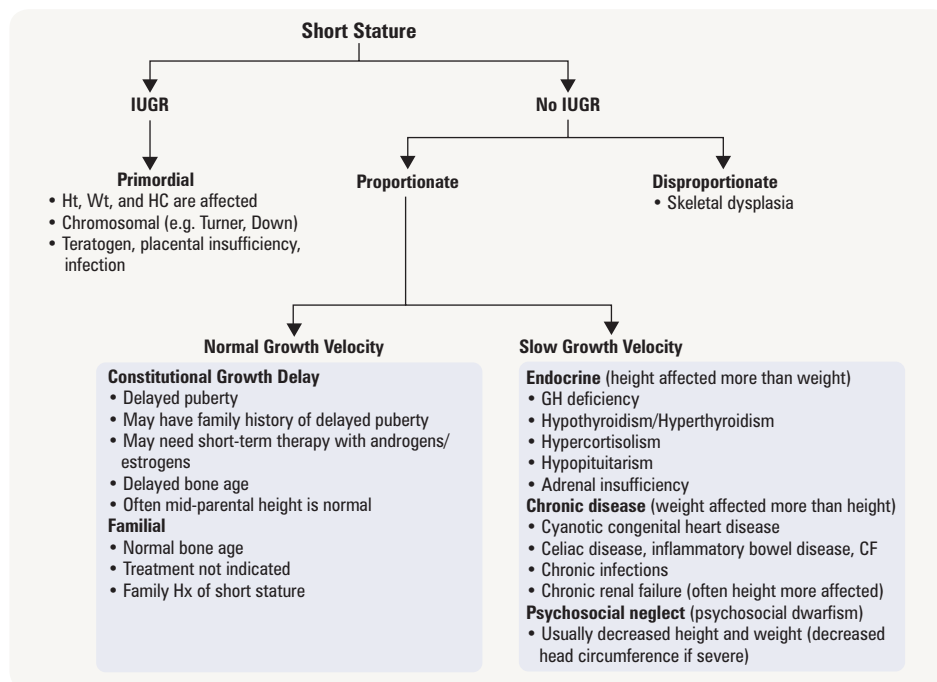 Short Stature
IUGR
No IUGR
Primordial
• Ht, Wt, and HC are affected
• Chromosomal (e.g. Turner, Down)
• Teratogen, placental insufficiency,
infection
Proportionate
Disproportionate
• Skeletal dysplasia
Normal Growth Velocity
Constitutional Growth Delay
• Delayed puberty
• May have family history of delayed puberty
• May need short-term therapy with androgens/
estrogens
• Delayed bone age
• Often mid-parental height is normal
Familial
• Normal bone age
• Treatment not indicated
• Family Hx of short stature
Slow Growth Velocity
Endocrine (height affected more than weight)
• GH deficiency
• Hypothyroidism/Hyperthyroidism
• Hypercortisolism
• Hypopituitarism
• Adrenal insufficiency
Chronic disease (weight affected more than height)
• Cyanotic congenital heart disease
• Celiac disease, inflammatory bowel disease, CF
• Chronic infections
• Chronic renal failure (often height more affected)
Psychosocial neglect (psychosocial dwarfism)
• Usually decreased height and weight (decreased
head circumference if severe)